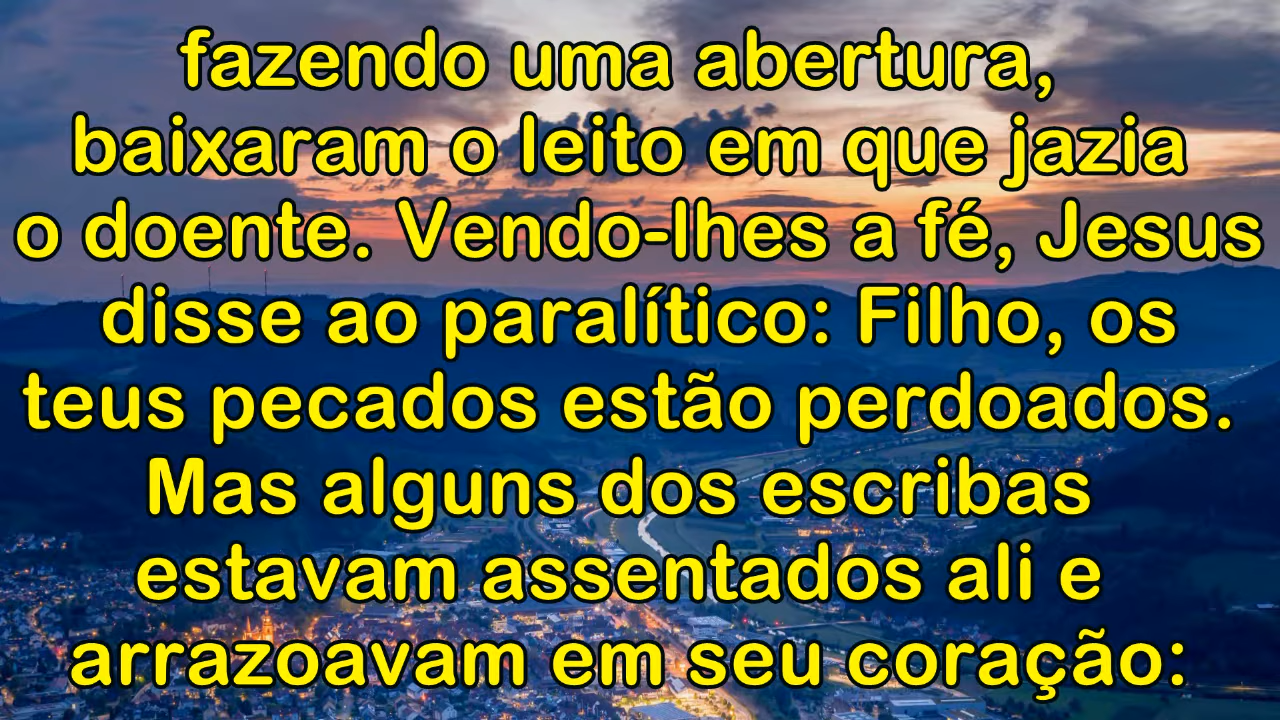 fazendo uma abertura,
baixaram o leito em que jazia
o doente. Vendo-lhes a fé, Jesus
disse ao paralítico: Filho, os
teus pecados estão perdoados.
Mas alguns dos escribas
estavam assentados ali e
arrazoavam em seu coração: